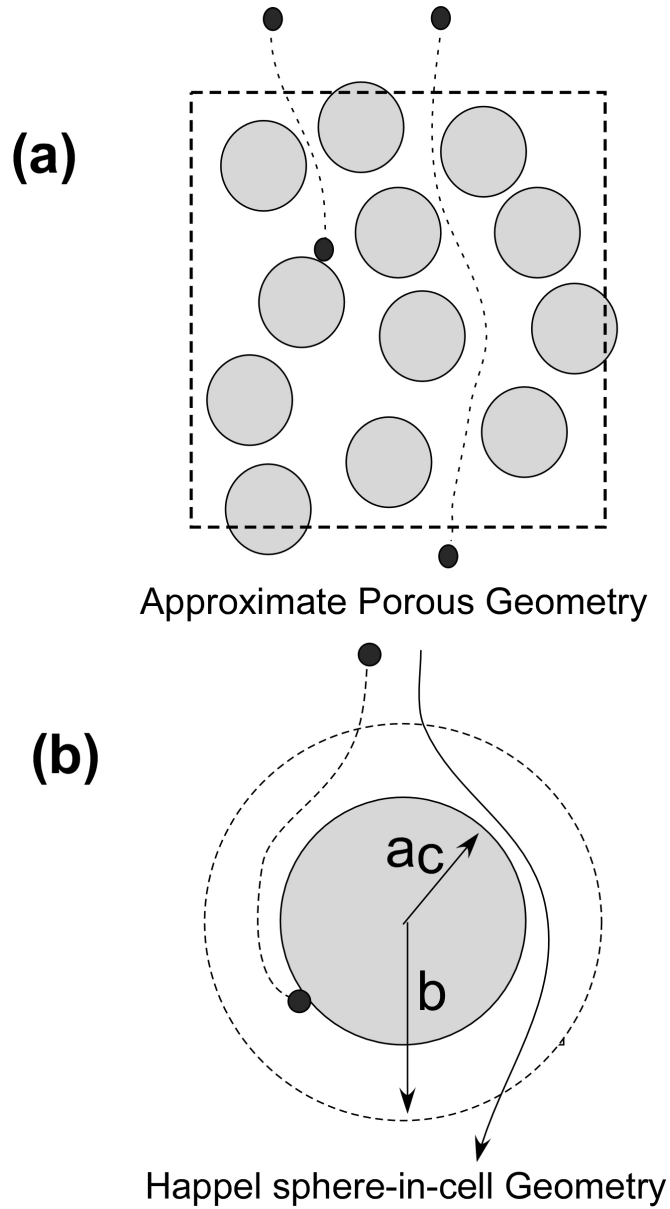 (a)
Approximate Porous Geometry
(b)
ac
b
Happel sphere-in-cell Geometry